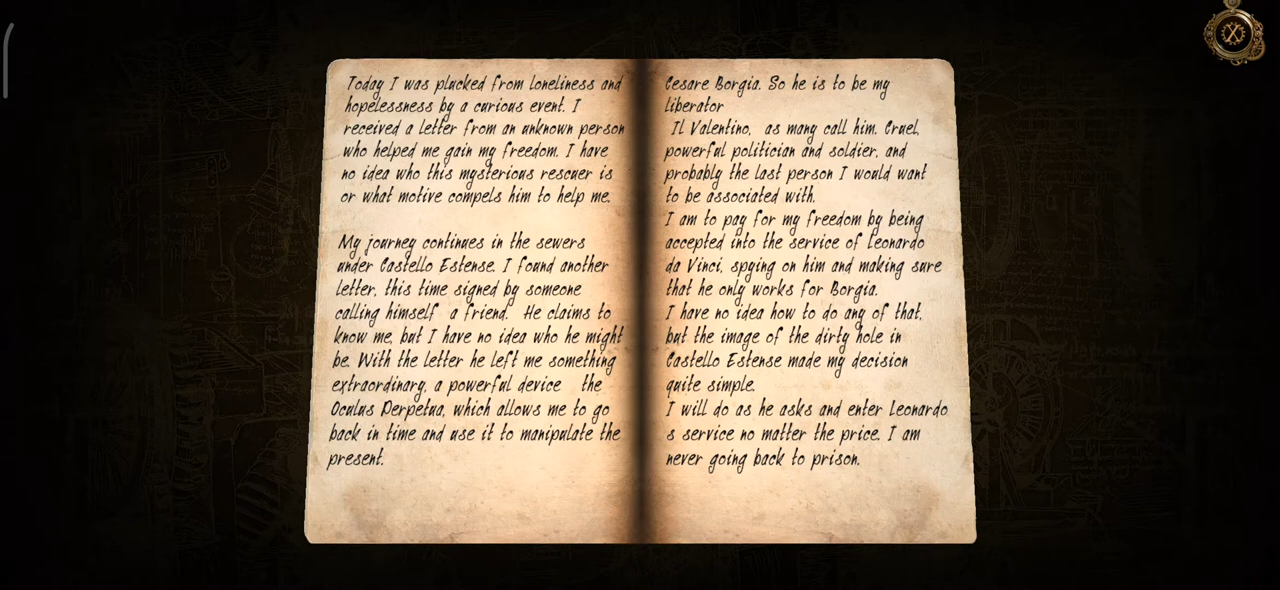 Today I was plucked from loneliness and
hopelessness by a curious event. I
received a letter from an unknown person
who helped me gain my freedom. I have
no idea who this mysterious rescuer is
or what motive compels him to help me.
My journey continues in the sewers
under Castello Estense. I found another
letter, this time signed by someone
calling himself a friend. He claims to
know me, but I have no idea who he might
be. With the letter he left me something
extraordinary, a powerful device the
Oculus Perpetua, which allows me to go
back in time and use it to manipulate the
present.
Cesare Borgia. So he is to be my
liberator
Il Valentino, as many call him. Cruel,
powerful politician and soldier, and
probably the last person I would want
to be associated with.
I am to pay for my freedom by being
accepted into the service of Leonardo
da Vinci, spying on him and making sure
that he only works for Borgia.
I have no idea how to do any of that,
but the image of the dirty hole in
Castello Estense made my decision
quite simple.
I will do as he asks and enter Leonardo
s service no matter the price. I am
never going back to prison.